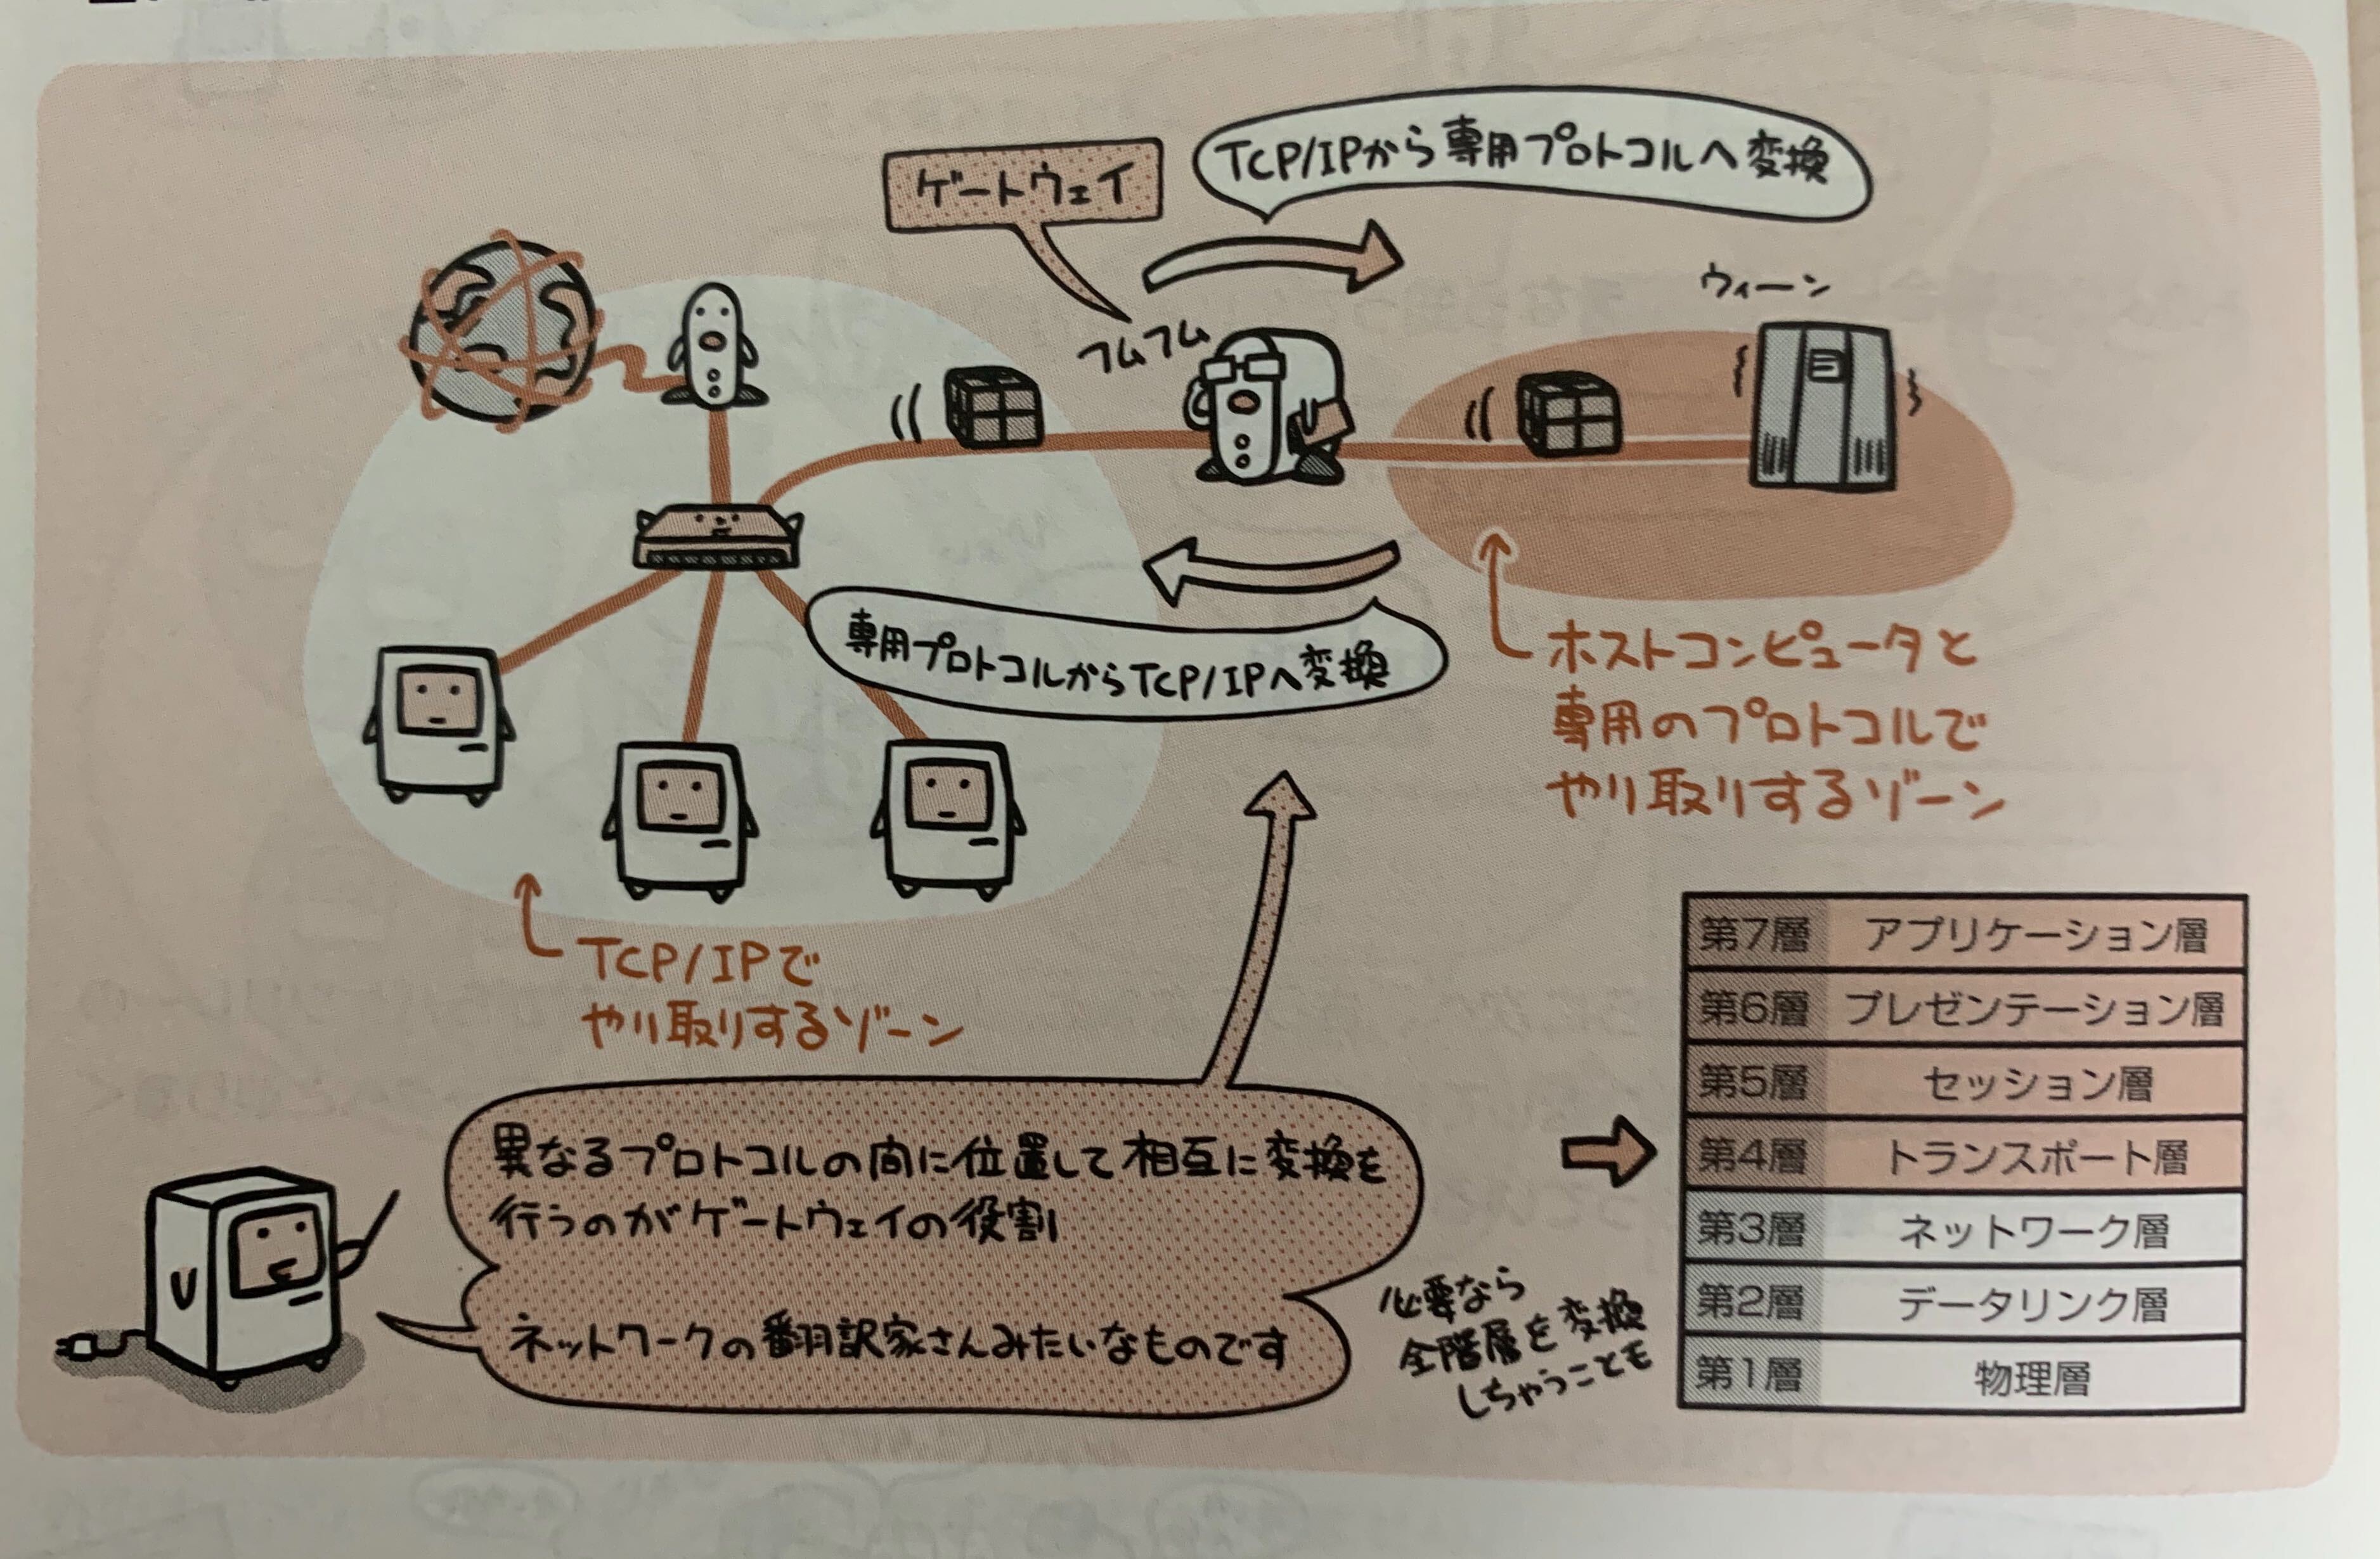 ゲートウェイ
TCP/IPから専用プロトコルへ変換
フムフム
ウィーン
専用プロトコルからTCP/IPへ変換
ホストコンピュータと
専用のプロトコルで
やり取りするゾーン
TCP/IPで
やり取りするゾーン
異なるプロトコルの間に位置して相互に変換を
行うのがゲートウェイの役割
ネットワークの翻訳家さんみたいなものです
必要なら
全階層を変換
しちゃうことも
第7層 アプリケーション層
第6層 プレゼンテーション層
第5層 セッション層
第4層 トランスポート層
第3層 ネットワーク層
第2層 データリンク層
第1層 物理層